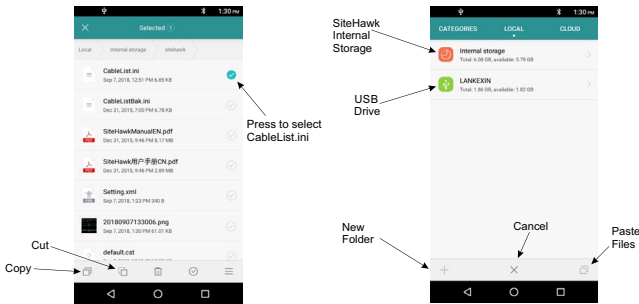 1:30 PM
Selected 1
Local
Internal storage
sitehawk
CableList.ini
Sep 7, 2018, 12:51 PM 6.85 KB
CableListBak.ini
Dec 31, 2015, 7:00 PM 6.78 KB
SiteHawkManualEN.pdf
Dec 31, 2015, 9:46 PM 8.17 MB
SiteHawk用户手册CN.pdf
Dec 31, 2015, 9:46 PM 2.89 MB
Setting.xml
Sep 7, 2018, 1:23 PM 240 B
20180907133006.png
Sep 7, 2018, 1:30 PM 61.01 KB
default.cst
Press to select
CableList.ini
Cut
Copy
SiteHawk
Internal
Storage
USB
Drive
1:30 PM
CATEGORIES
LOCAL
CLOUD
Internal storage
Total: 6.08 GB, available: 5.79 GB
LANKEXIN
Total: 1.86 GB, available: 1.82 GB
New
Folder
Cancel
Paste
Files